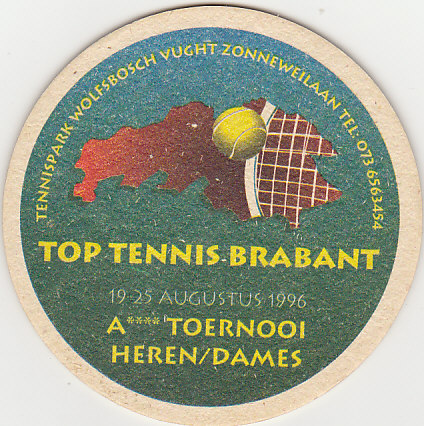 TENNISPARK WOLFSBOSCH VUGHT ZONNEWEILAAN TEL: 073 6563454
TOP TENNIS BRABANT
19-25 AUGUSTUS 1996
A**** TOERNOOI
HEREN/DAMES